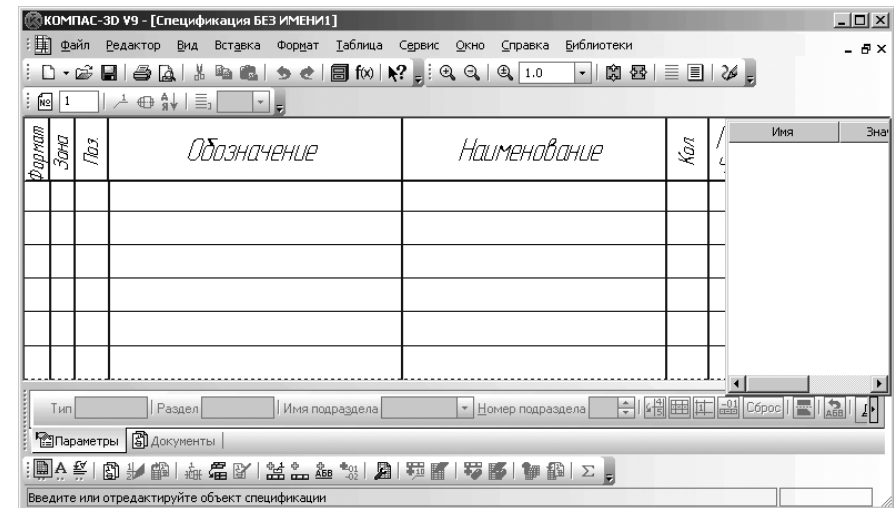 КОМПАС-3D V9 - [Спецификация БЕЗ ИМЕНИ1]
Файл Редактор Вид Вставка Формат Таблица Сервис Окно Справка Библиотеки
f(x) 1.0
№ 1
Формат Зона Поз. Обозначение Наименование Кол Имя Знач
Тип Раздел Имя подраздела Номер подраздела Сброс
Параметры Документы
Введите или отредактируйте объект спецификации